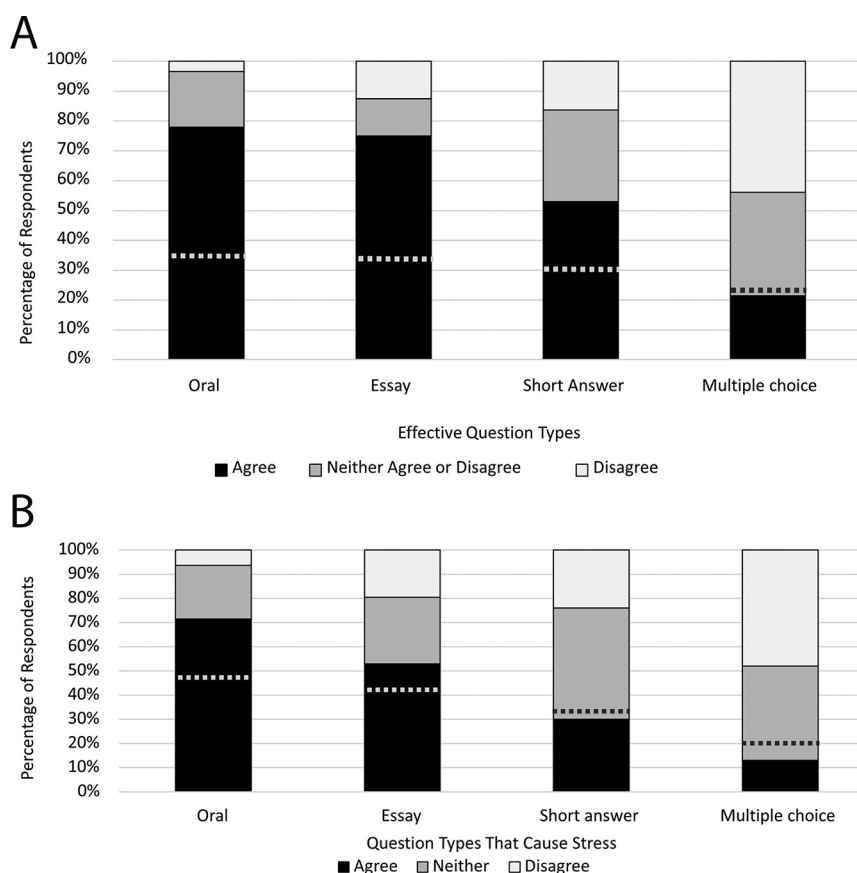 A
100%
90%
80%
70%
60%
50%
40%
30%
20%
10%
0%
Percentage of Respondents
Oral Essay Short Answer Multiple choice
Effective Question Types
Agree Neither Agree or Disagree Disagree
B
100%
90%
80%
70%
60%
50%
40%
30%
20%
10%
0%
Percentage of Respondents
Oral Essay Short answer Multiple choice
Question Types That Cause Stress
Agree Neither Disagree